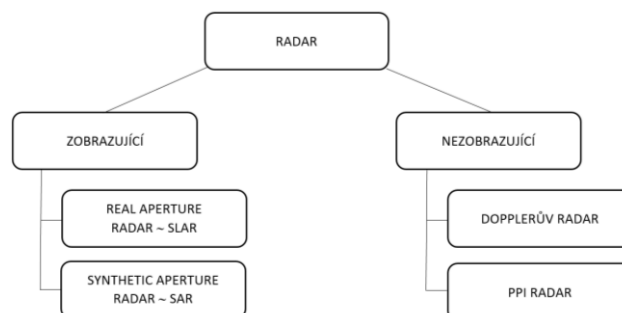 RADAR
ZOBRAZUJÍCÍ
NEZOBRAZUJÍCÍ
REAL APERTURE
RADAR ~ SLAR
DOPPLERŮV RADAR
SYNTHETIC APERTURE
RADAR ~ SAR
PPI RADAR